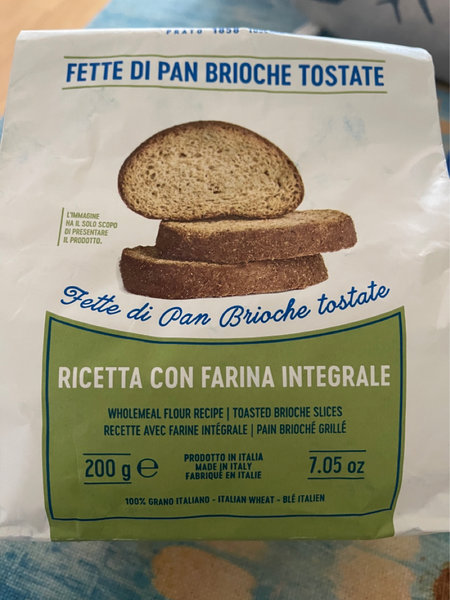 PRATO 1858
FETTE DI PAN BRIOCHE TOSTATE
L'IMMAGINE
HA IL SOLO SCOPO
DI PRESENTARE
IL PRODOTTO.
Fette di Pan Brioche tostate
RICETTA CON FARINA INTEGRALE
WHOLEMEAL FLOUR RECIPE | TOASTED BRIOCHE SLICES
RECETTE AVEC FARINE INTÉGRALE | PAIN BRIOCHÉ GRILLÉ
200 g ℮
PRODOTTO IN ITALIA
MADE IN ITALY
FABRIQUÉ EN ITALIE
7.05 oz
100% GRANO ITALIANO - ITALIAN WHEAT - BLÉ ITALIEN